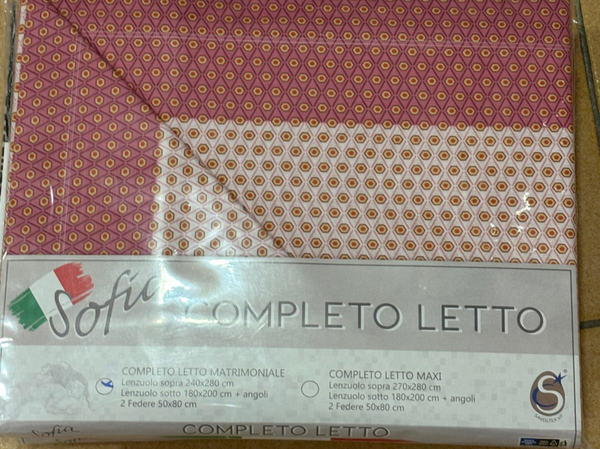 Sofia COMPLETO LETTO
COMPLETO LETTO MATRIMONIALE
Lenzuolo sopra 240x280 cm
Lenzuolo sotto 180x200 cm + angoli
2 Federe 50x80 cm
COMPLETO LETTO MAXI
Lenzuolo sopra 270x280 cm
Lenzuolo sotto 180x200 cm + angoli
2 Federe 50x80 cm
S
Sofia
COMPLETO LETTO